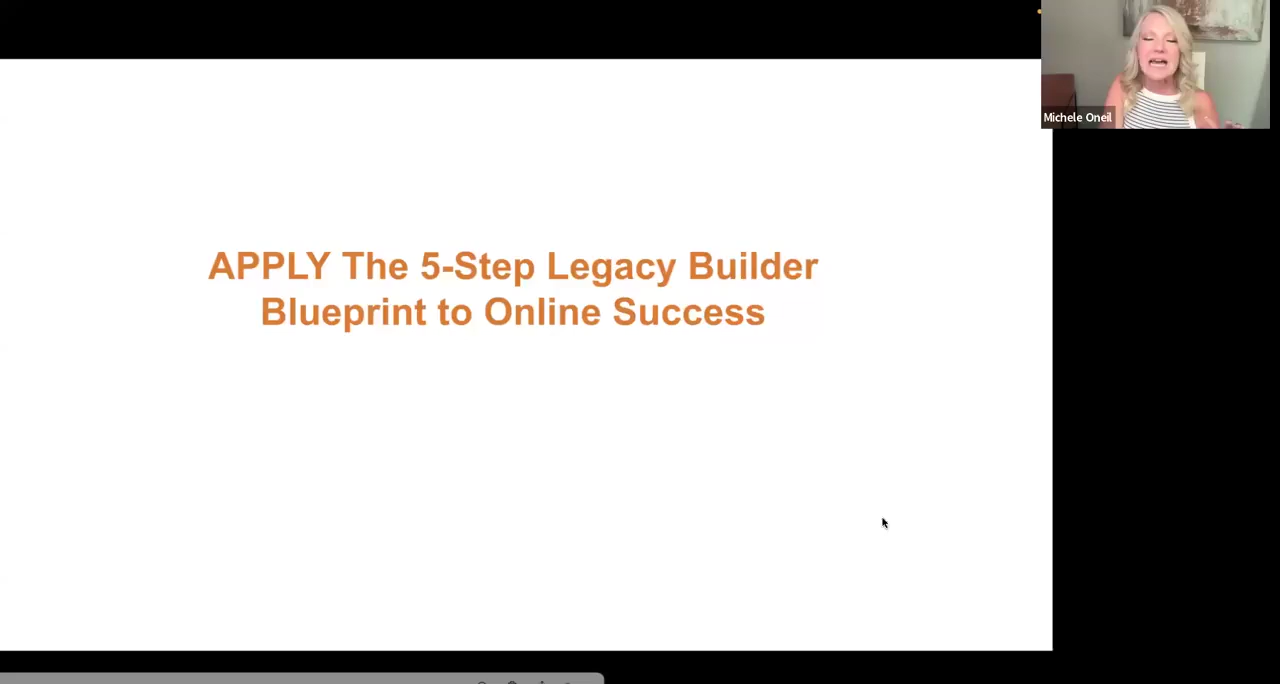 Michele Oneil
APPLY The 5-Step Legacy Builder
Blueprint to Online Success